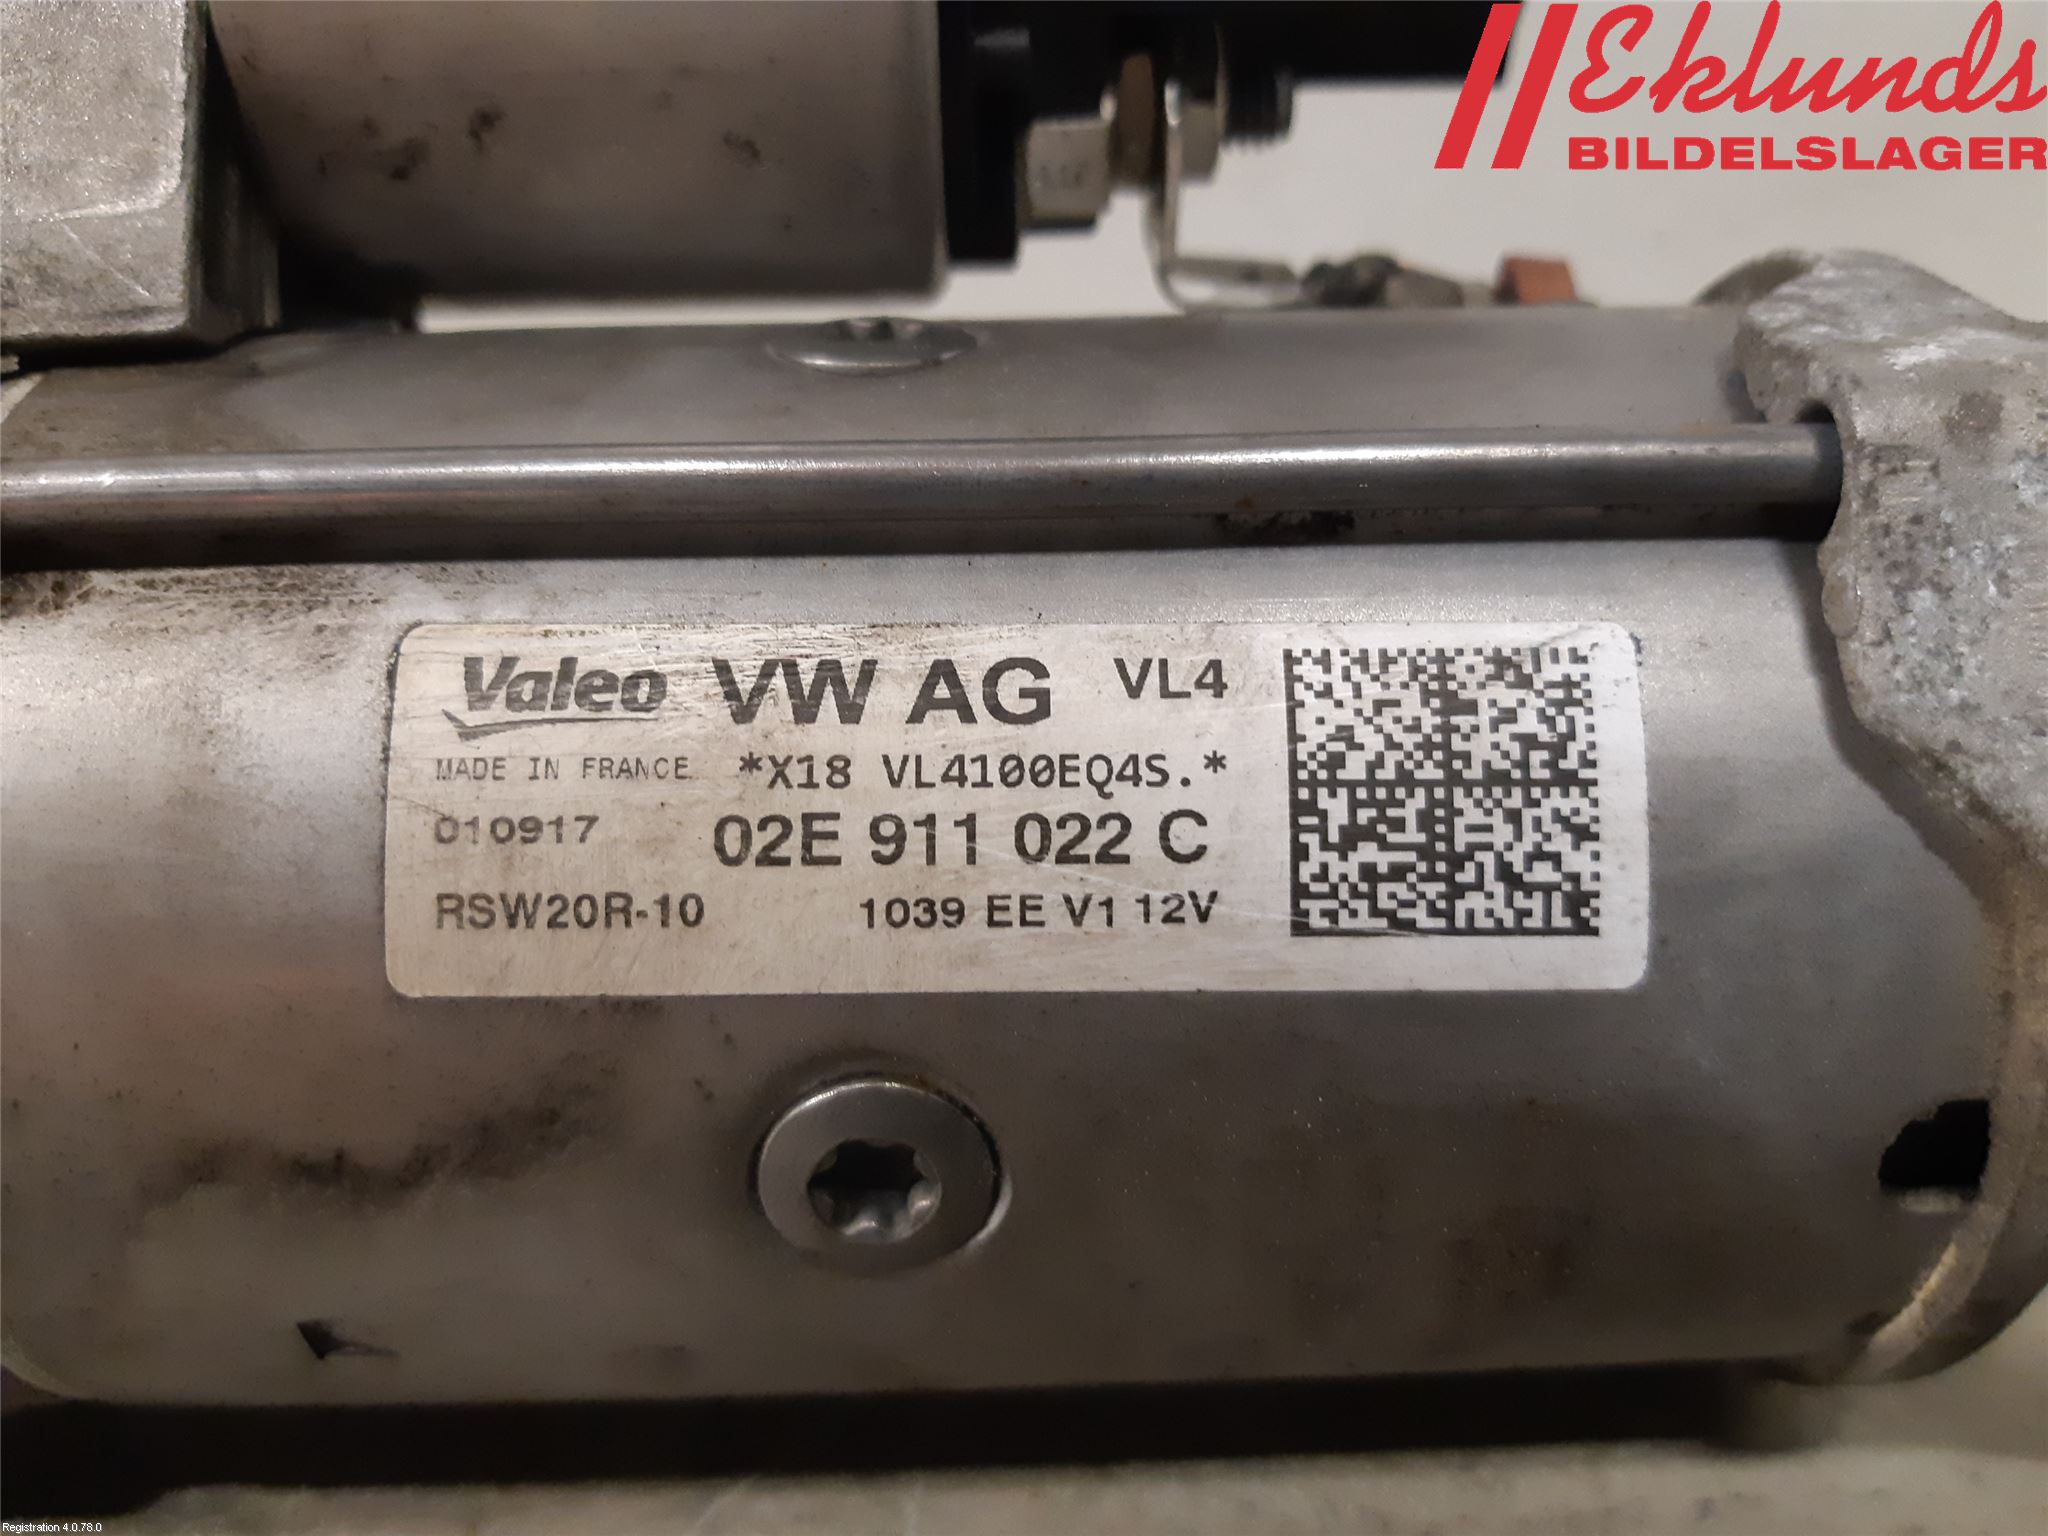 Eklunds
BILDELSLAGER
Valeo VW AG VL4
MADE IN FRANCE *X18 VL4100EQ4S.*
010917 02E 911 022 C
RSW20R-10 1039 EE V1 12V
Registration 4.0.78.0